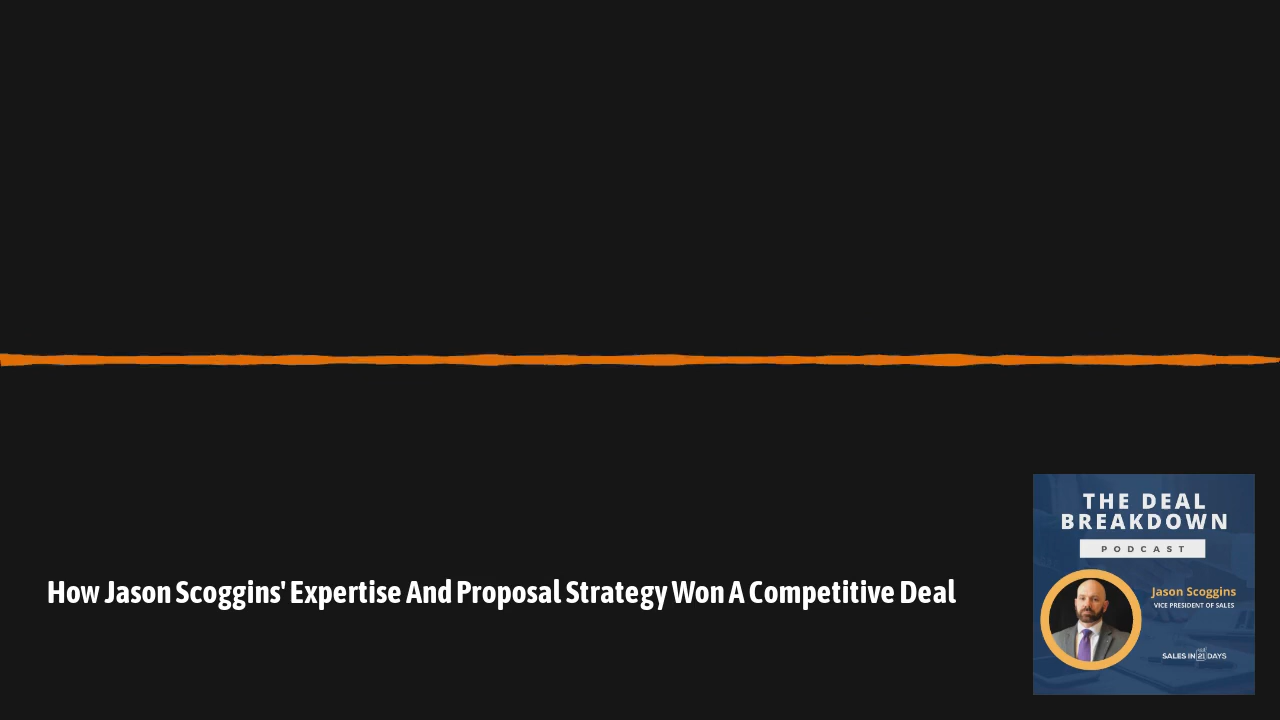 How Jason Scoggins' Expertise And Proposal Strategy Won A Competitive Deal
THE DEAL
BREAKDOWN
PODCAST
Jason Scoggins
VICE PRESIDENT OF SALES
SALES IN 21 DAYS